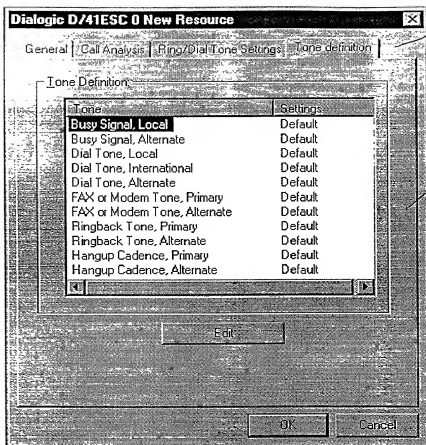 Dialogic D/41ESC 0 New Resource
General Call Analysis Ring/Dial Tone Settings Tone definition
Tone Definition
Tone Settings
Busy Signal, Local Default
Busy Signal, Alternate Default
Dial Tone, Local Default
Dial Tone, International Default
Dial Tone, Alternate Default
FAX or Modem Tone, Primary Default
FAX or Modem Tone, Alternate Default
Ringback Tone, Primary Default
Ringback Tone, Alternate Default
Hangup Cadence, Primary Default
Hangup Cadence, Alternate Default
Edit
OK Cancel